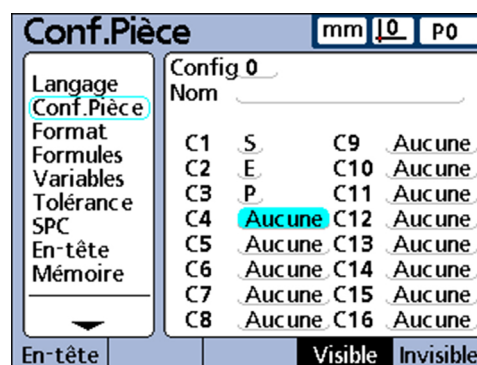 Conf.Pièce mm 0 P0
Langage
Conf.Pièce
Format
Formules
Variables
Tolérance
SPC
En-tête
Mémoire
Config 0
Nom
C1 S C9 Aucune
C2 E C10 Aucune
C3 P C11 Aucune
C4 Aucune C12 Aucune
C5 Aucune C13 Aucune
C6 Aucune C14 Aucune
C7 Aucune C15 Aucune
C8 Aucune C16 Aucune
En-tête Visible Invisible